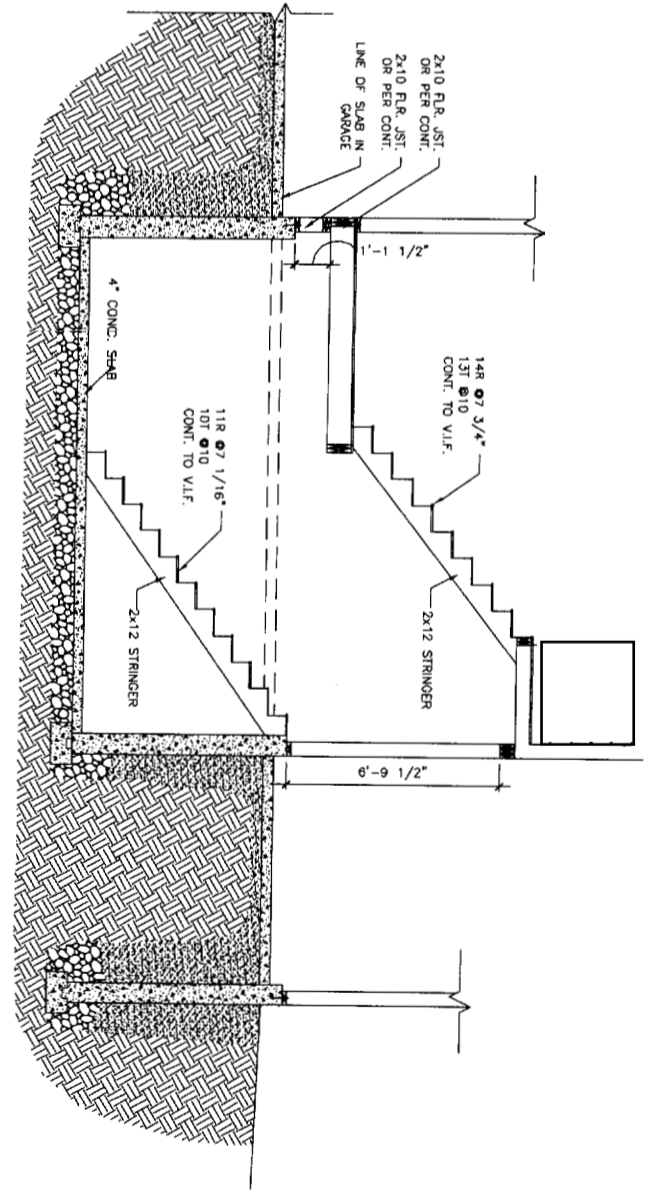 2x10 FLR. JST.
OR PER CONT.
2x10 FLR. JST.
OR PER CONT.
LINE OF SLAB IN
GARAGE
1'-1 1/2"
14R @7 3/4"
13T @10
CONT. TO V.I.F.
4" CONC. SLAB
11R @7 1/16"
10T @10
CONT. TO V.I.F.
2x12 STRINGER
2x12 STRINGER
6'-9 1/2"